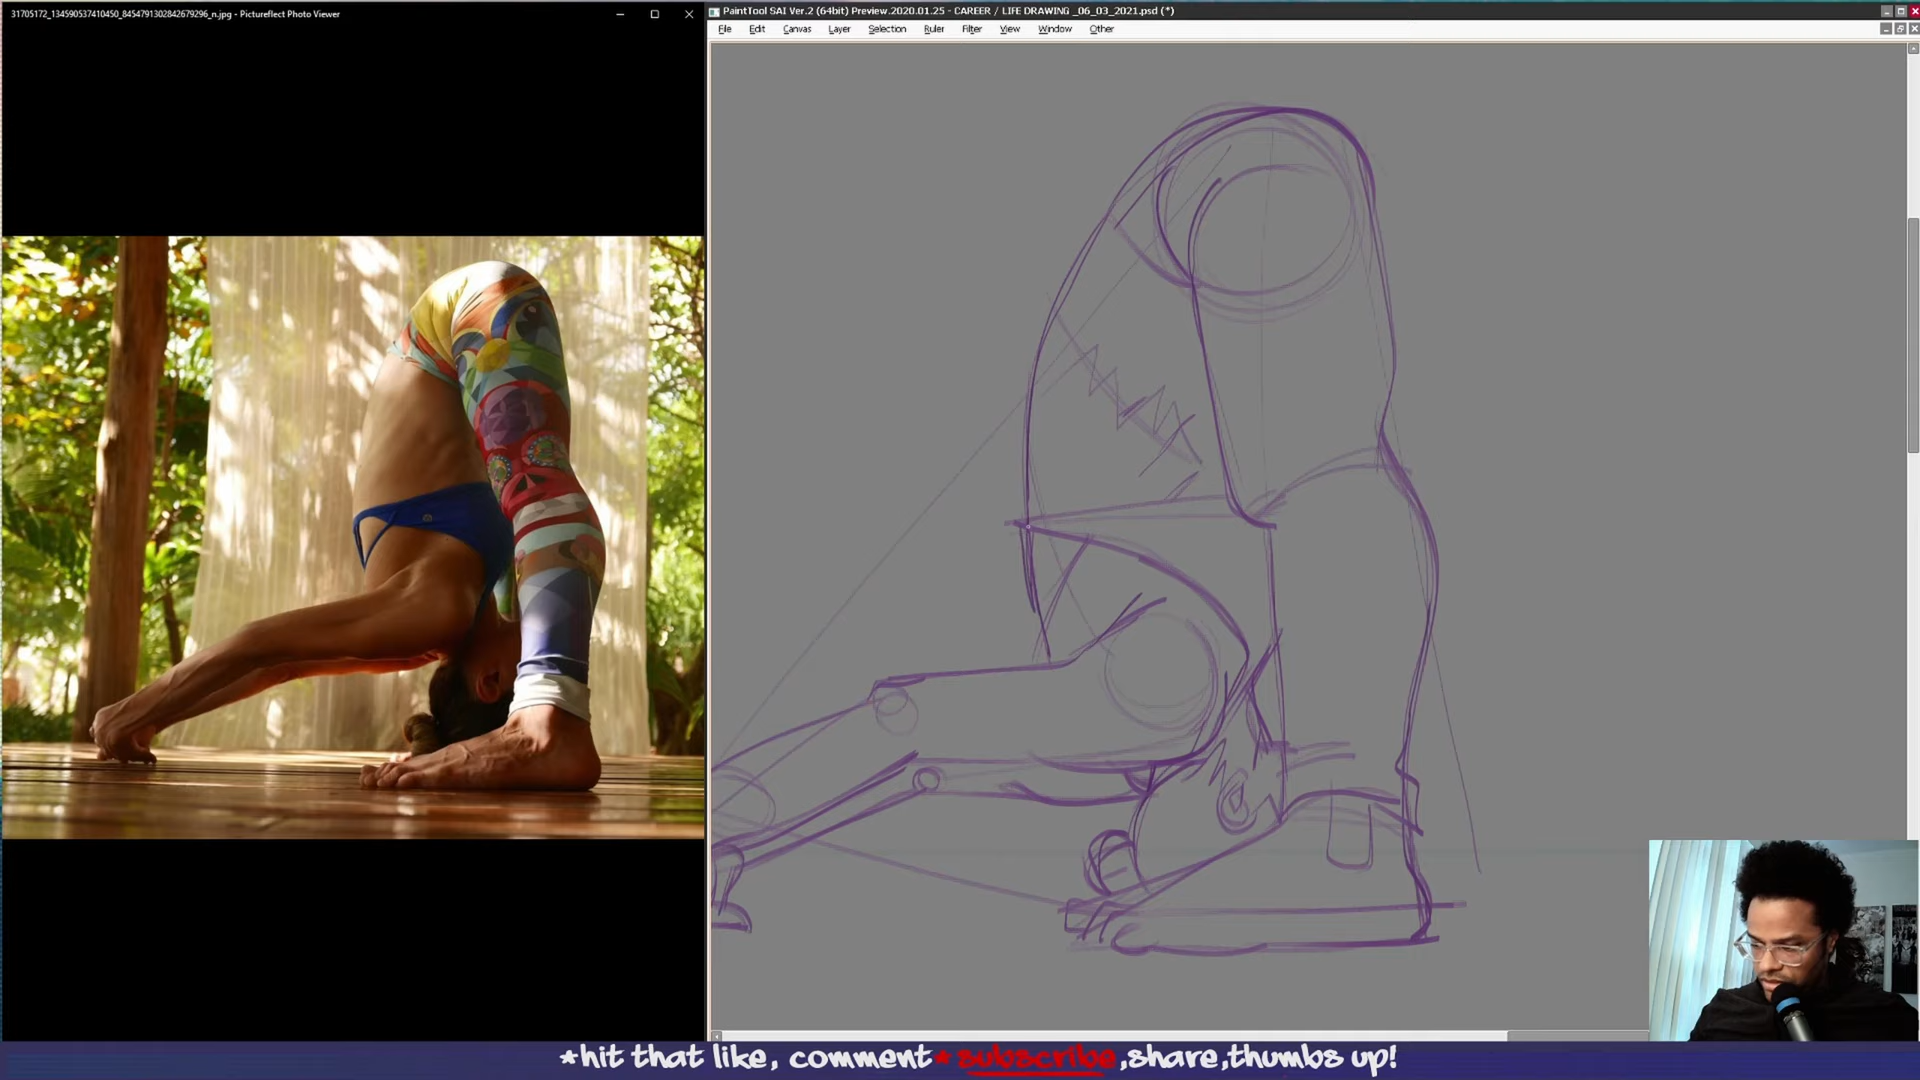 31705172_134590537410450_8454791302842679296_n.jpg - Pictureflect Photo Viewer
PaintTool SAI Ver.2 (64bit) Preview.2020.01.25 - CAREER / LIFE DRAWING _06_03_2021.psd (*)
File Edit Canvas Layer Selection Ruler Filter View Window Other
*hit that like, comment* subscribe ,share,thumbs up!